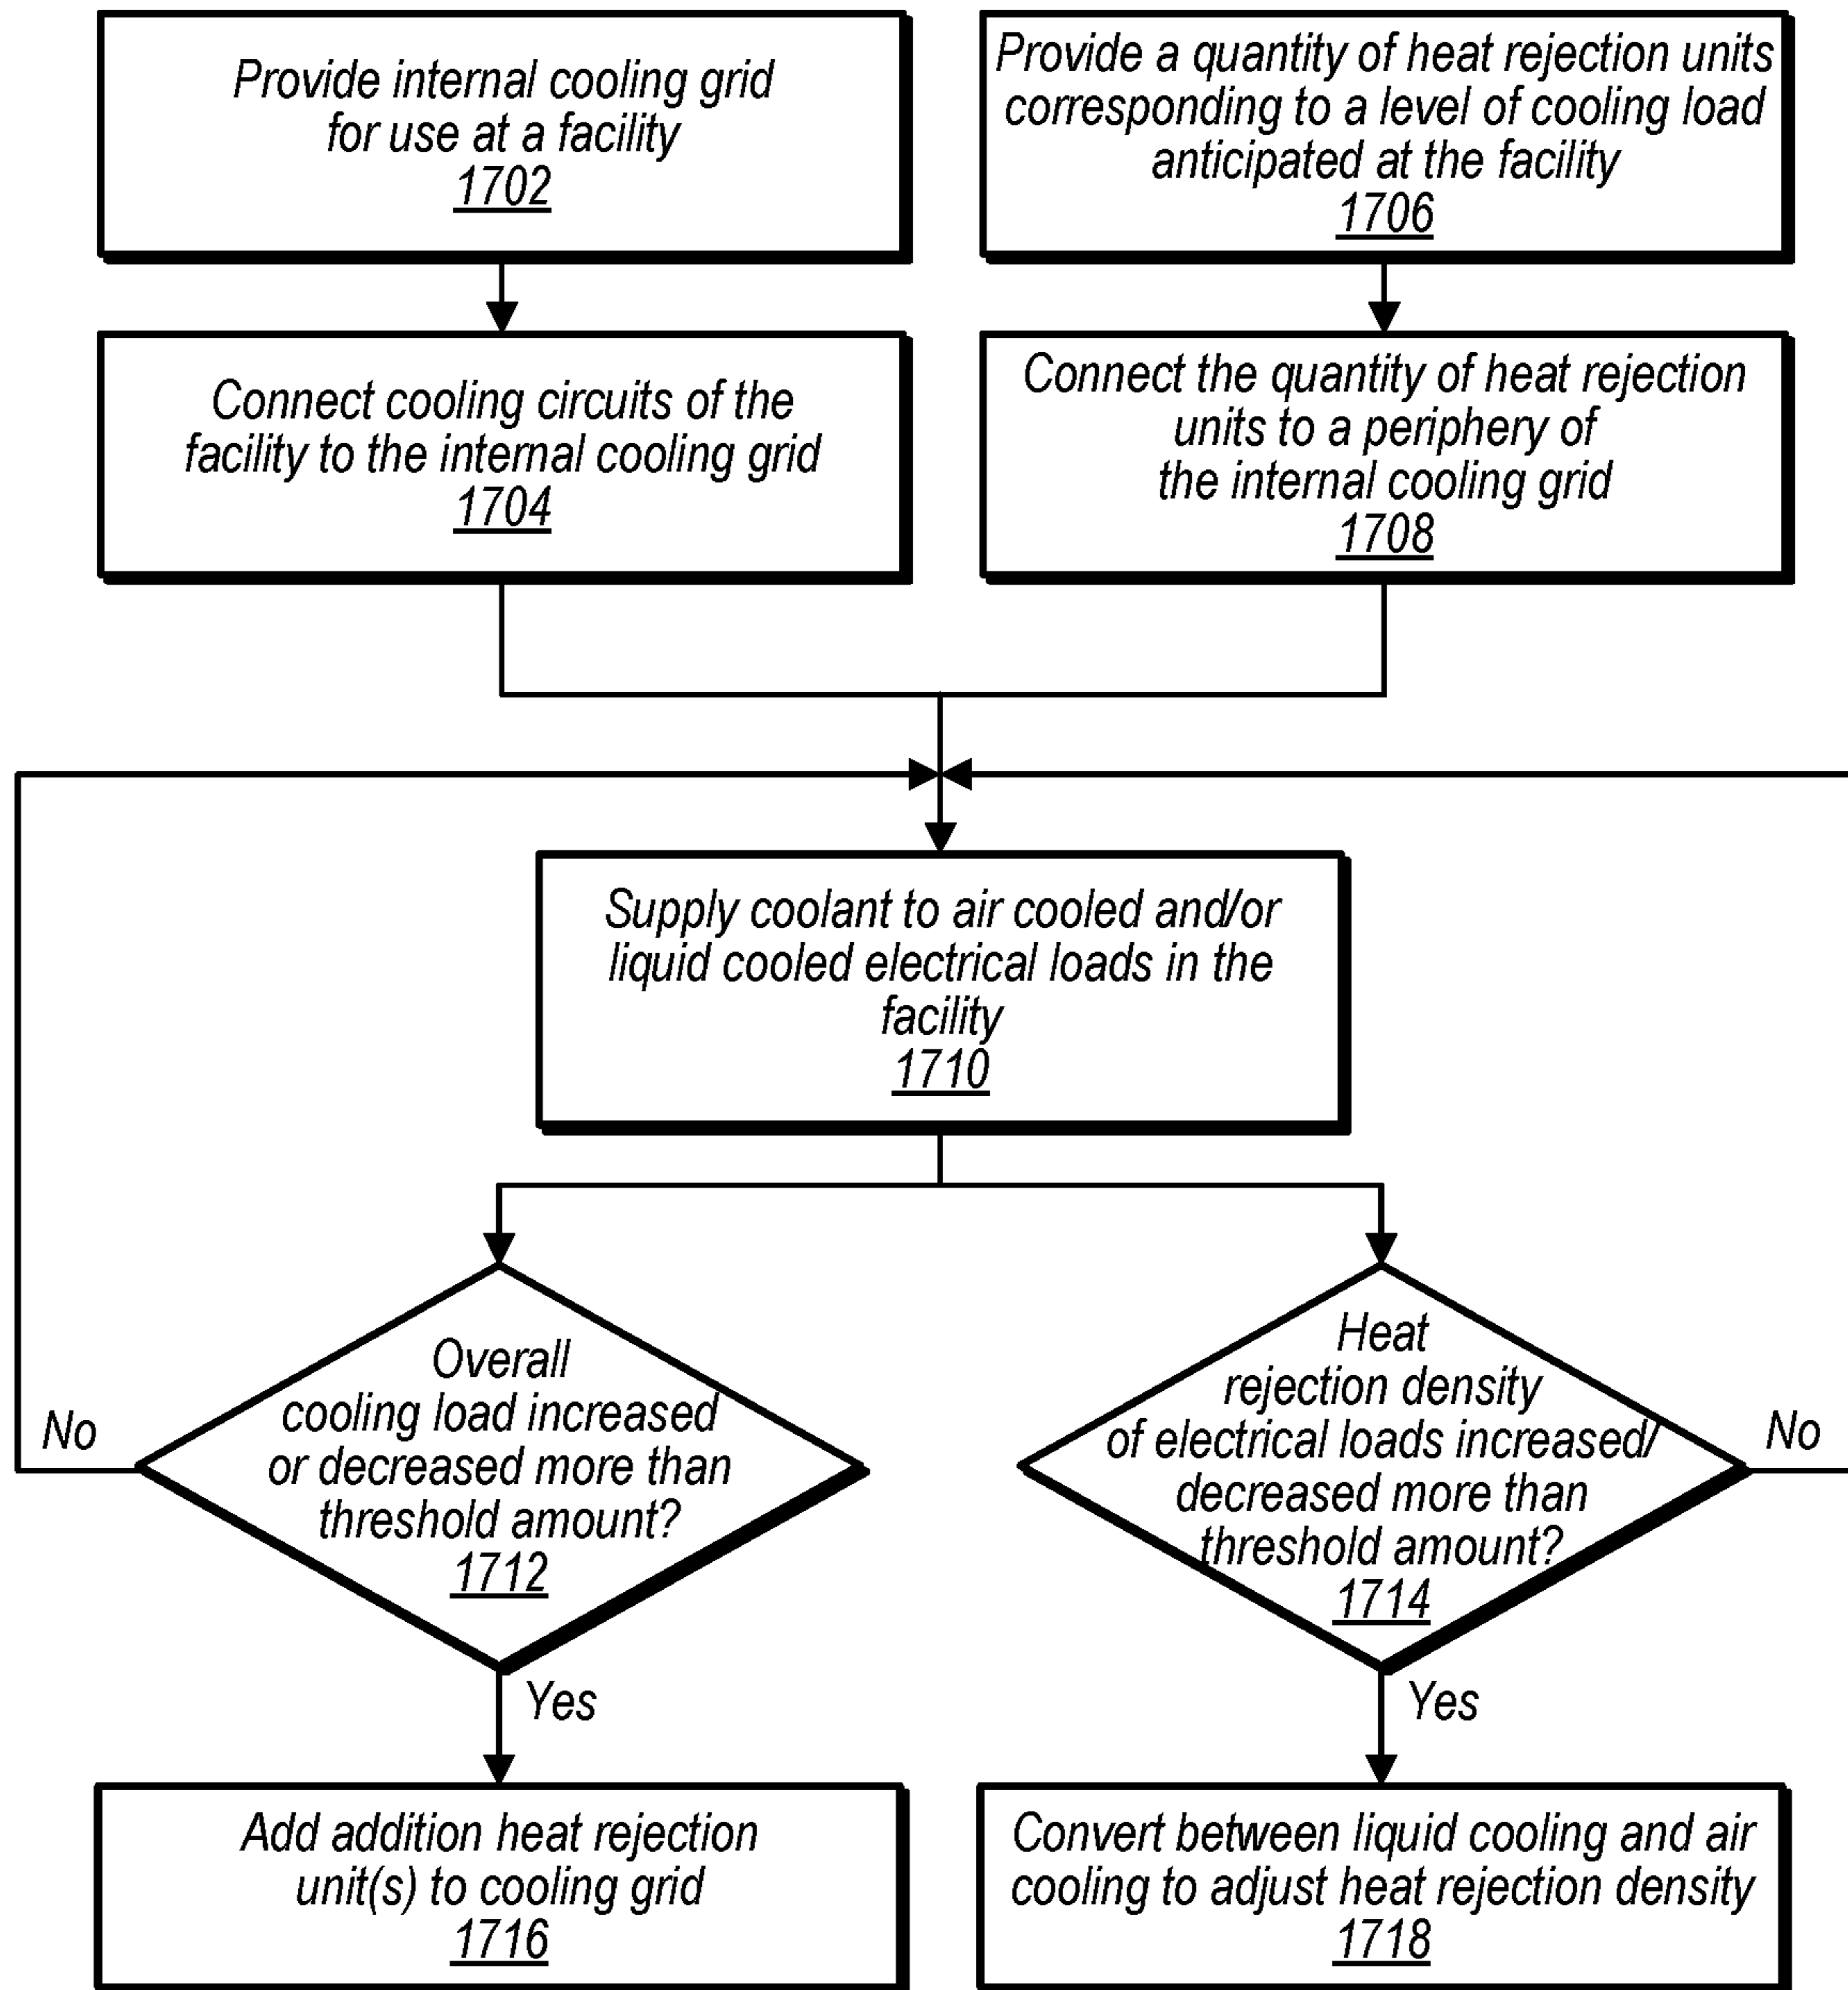 Provide internal cooling grid
for use at a facility
1702
Provide a quantity of heat rejection units
corresponding to a level of cooling load
anticipated at the facility
1706
Connect cooling circuits of the
facility to the internal cooling grid
1704
Connect the quantity of heat rejection
units to a periphery of
the internal cooling grid
1708
Supply coolant to air cooled and/or
liquid cooled electrical loads in the
facility
1710
No
Overall
cooling load increased
or decreased more than
threshold amount?
1712
Heat
rejection density
of electrical loads increased/
decreased more than
threshold amount?
1714
No
Yes
Yes
Add addition heat rejection
unit(s) to cooling grid
1716
Convert between liquid cooling and air
cooling to adjust heat rejection density
1718